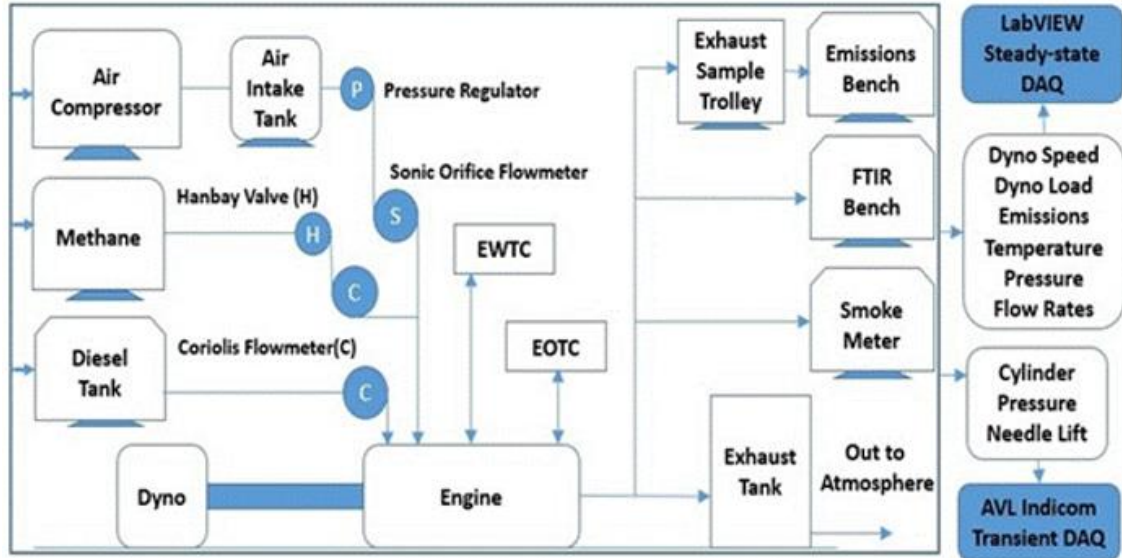 Air
Compressor
Air
Intake
Tank
P
Pressure Regulator
Exhaust
Sample
Trolley
Emissions
Bench
LabVIEW
Steady-state
DAQ
Methane
Hanbay Valve (H)
H
C
Sonic Orifice Flowmeter
S
EWTC
FTIR
Bench
Dyno Speed
Dyno Load
Emissions
Temperature
Pressure
Flow Rates
Diesel
Tank
Coriolis Flowmeter(C)
C
EOTC
Smoke
Meter
Cylinder
Pressure
Needle Lift
Dyno
Engine
Exhaust
Tank
Out to
Atmosphere
AVL Indicom
Transient DAQ